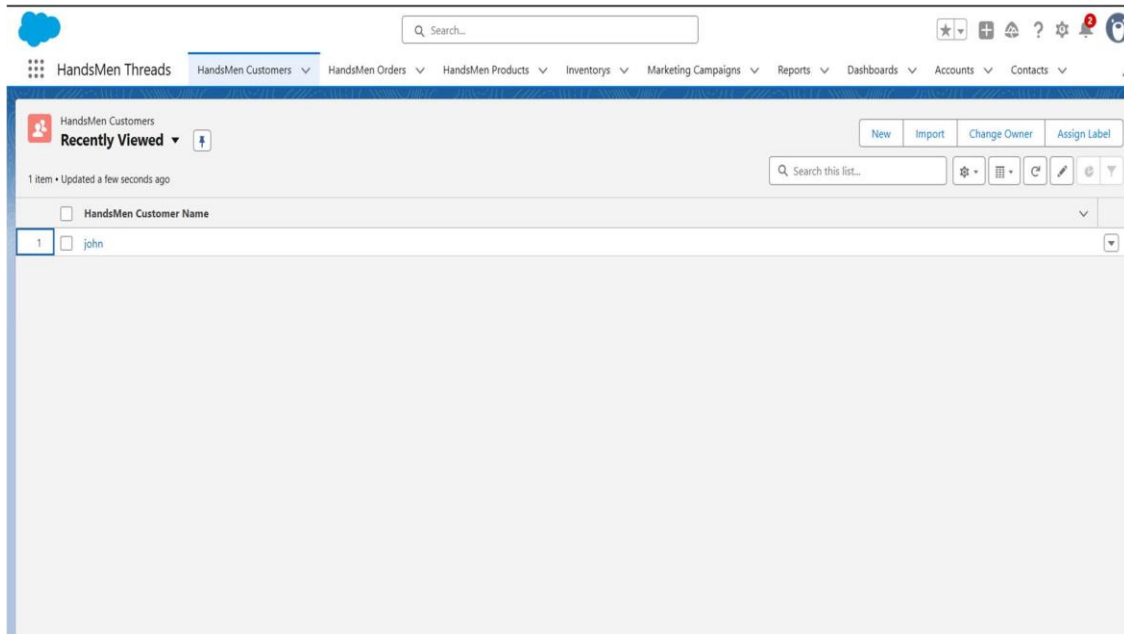 Search...
2
HandsMen Threads HandsMen Customers HandsMen Orders HandsMen Products Inventorys Marketing Campaigns Reports Dashboards Accounts Contacts
HandsMen Customers
Recently Viewed
New Import Change Owner Assign Label
1 item • Updated a few seconds ago
Search this list...
HandsMen Customer Name
1 john